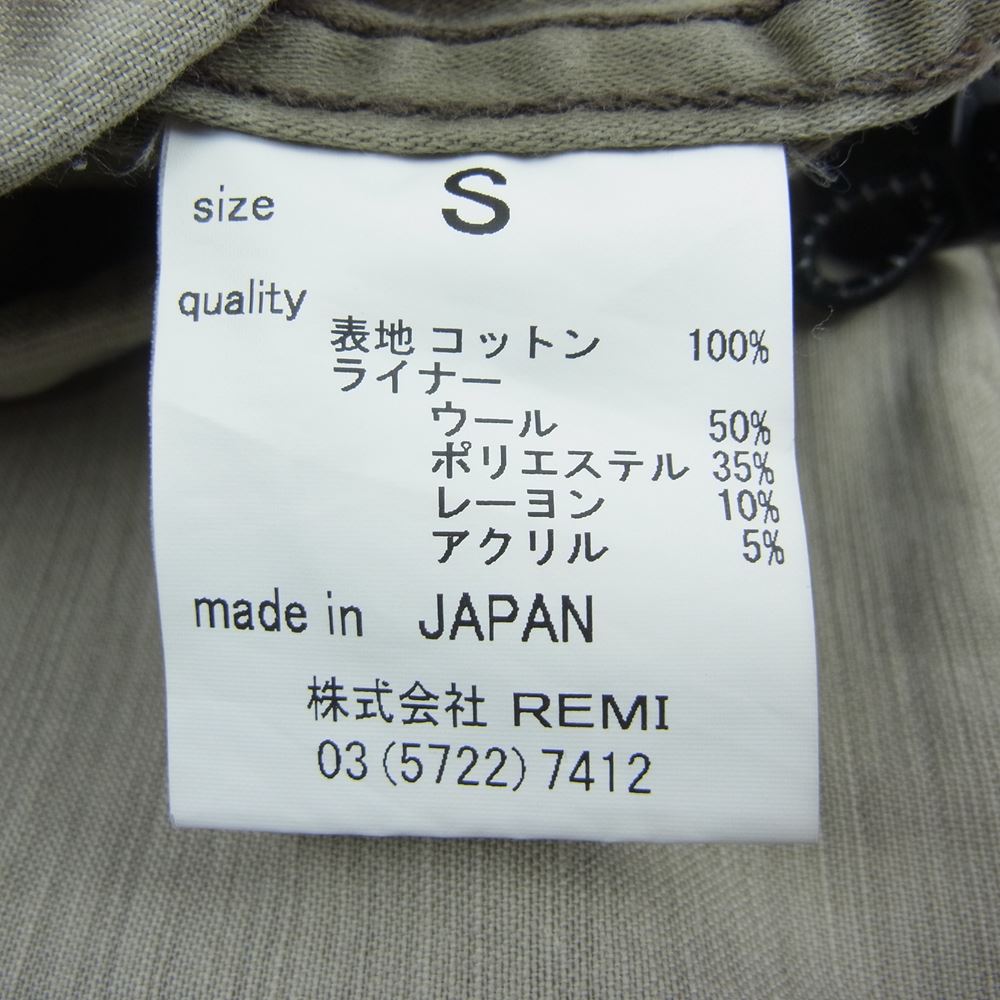 size S
quality
表地 コットン 100%
ライナー
ウール 50%
ポリエステル 35%
レーヨン 10%
アクリル 5%
made in JAPAN
株式会社 REMI
03(5722)7412